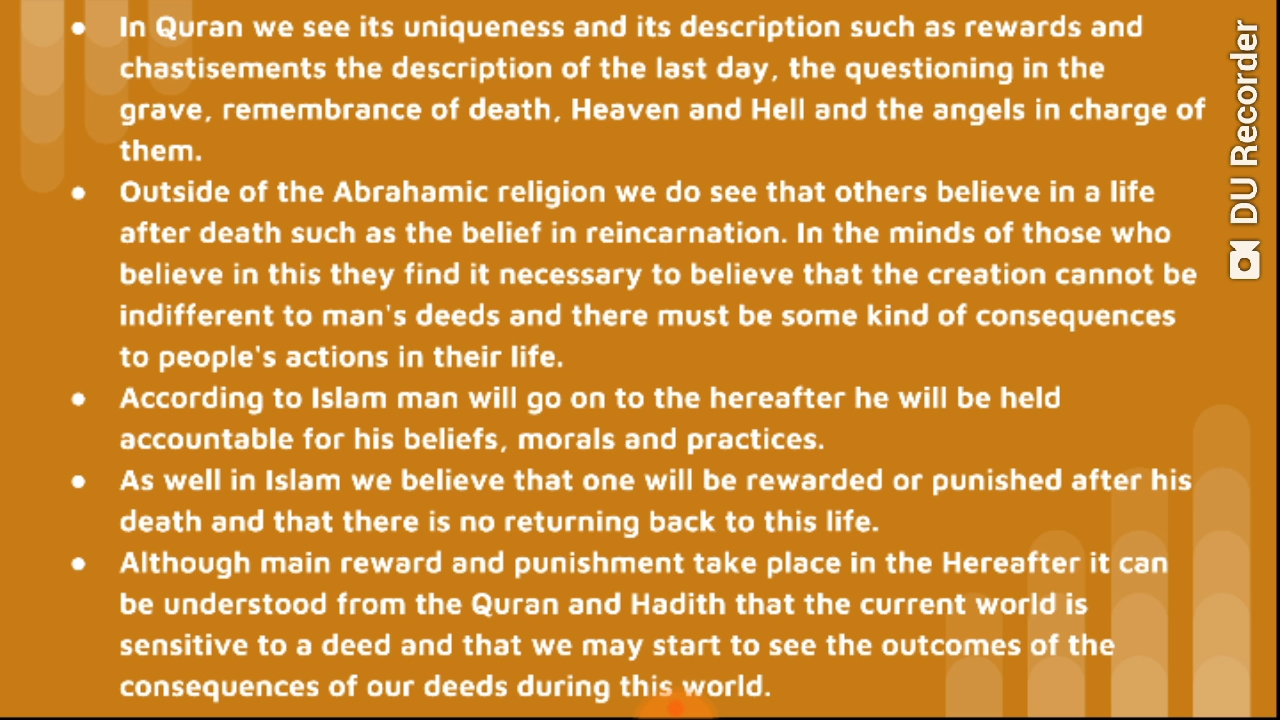 In Quran we see its uniqueness and its description such as rewards and
chastisements the description of the last day, the questioning in the
grave, remembrance of death, Heaven and Hell and the angels in charge of
them.
Outside of the Abrahamic religion we do see that others believe in a life
after death such as the belief in reincarnation. In the minds of those who
believe in this they find it necessary to believe that the creation cannot be
indifferent to man's deeds and there must be some kind of consequences
to people's actions in their life.
According to Islam man will go on to the hereafter he will be held
accountable for his beliefs, morals and practices.
As well in Islam we believe that one will be rewarded or punished after his
death and that there is no returning back to this life.
Although main reward and punishment take place in the Hereafter it can
be understood from the Quran and Hadith that the current world is
sensitive to a deed and that we may start to see the outcomes of the
consequences of our deeds during this world.
DU Recorder